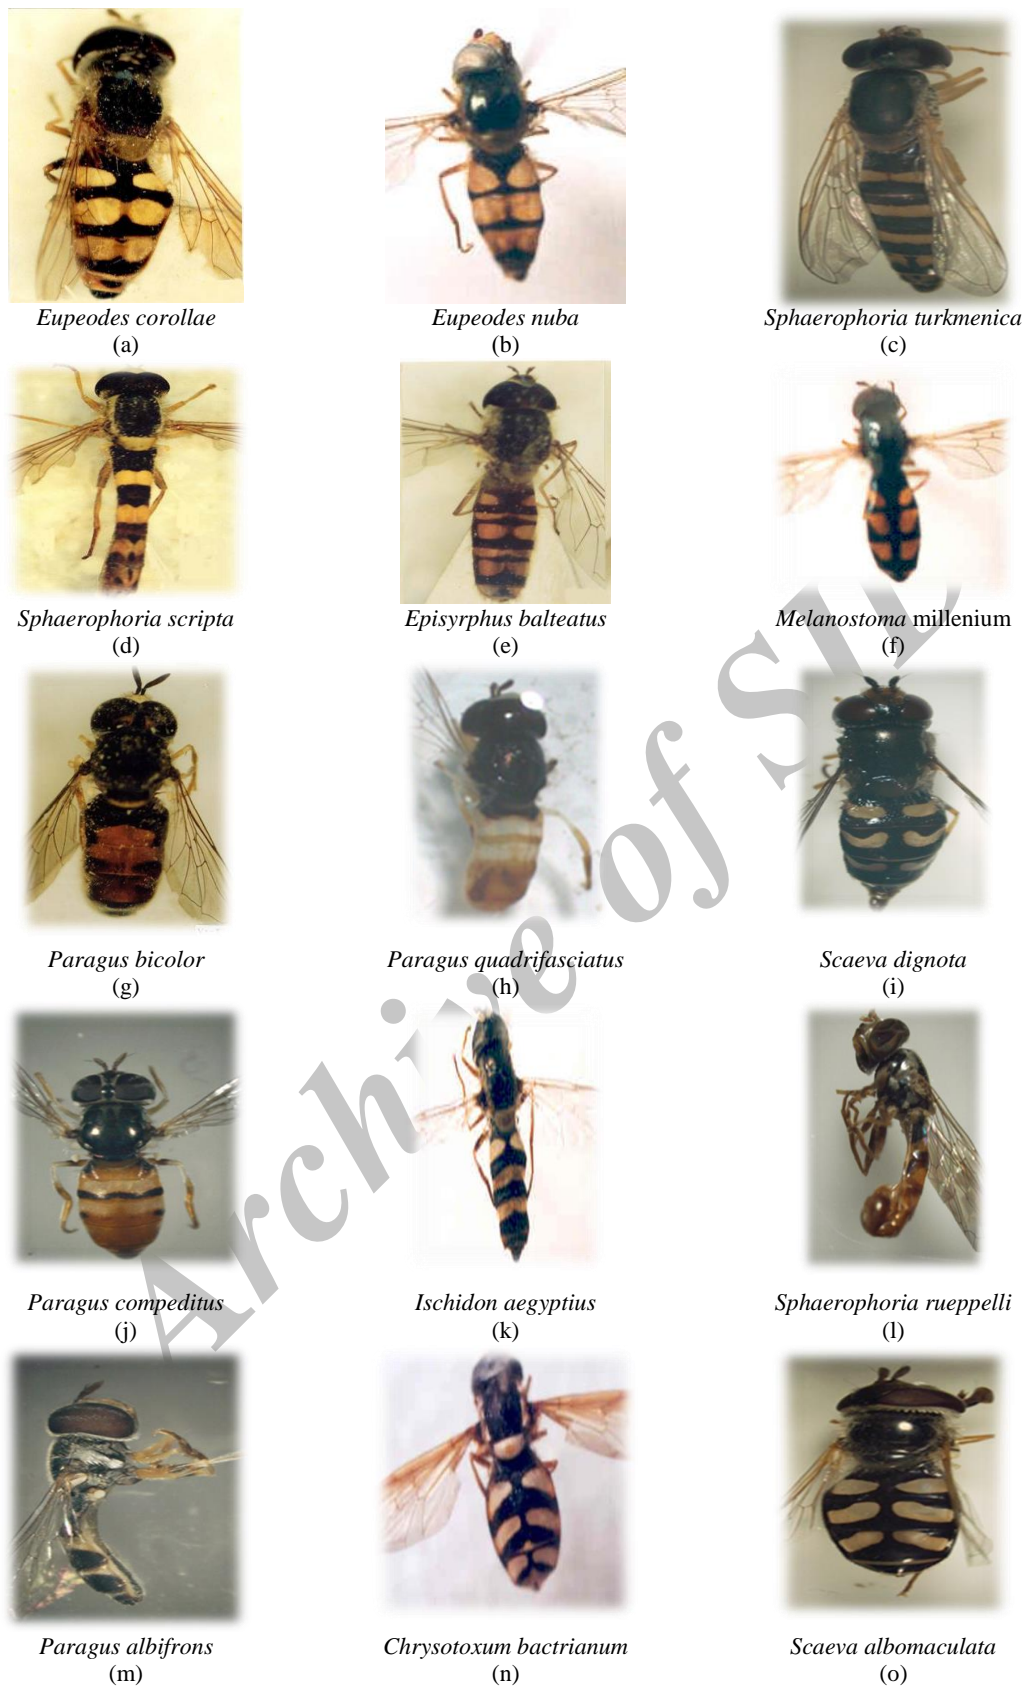 Eupeodes corollae
(a)
Eupeodes nuba
(b)
Sphaerophoria turkmenica
(c)
Sphaerophoria scripta
(d)
Episyrphus balteatus
(e)
Melanostoma millenium
(f)
Paragus bicolor
(g)
Paragus quadrifasciatus
(h)
Scaeva dignota
(i)
Paragus compeditus
(j)
Ischidon aegyptius
(k)
Sphaerophoria rueppelli
(l)
Paragus albifrons
(m)
Chrysotoxum bactrianum
(n)
Scaeva albomaculata
(o)
Archive of SID